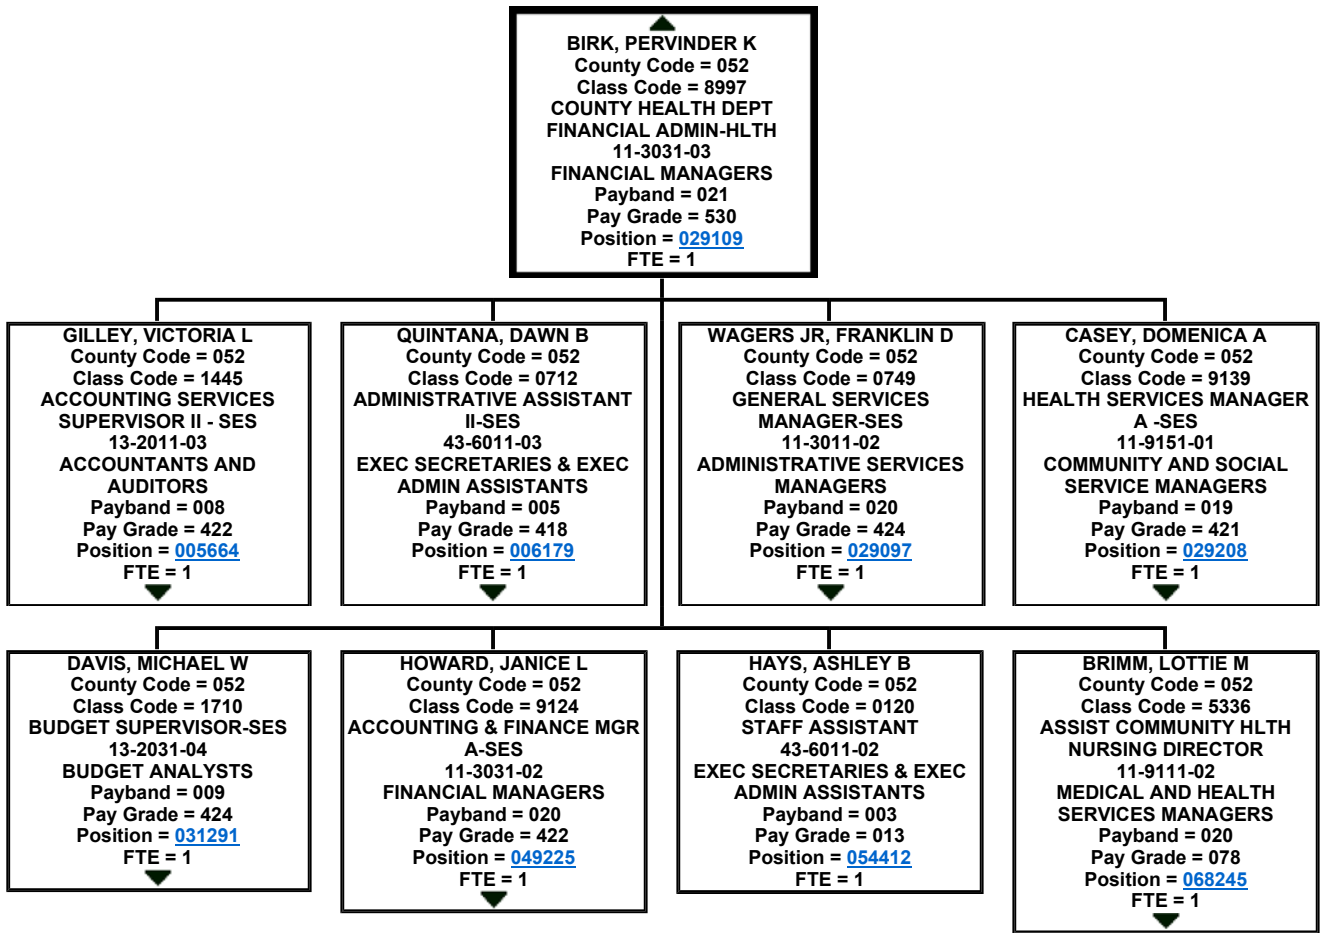 BIRK, PERVINDER K
County Code = 052
Class Code = 8997
COUNTY HEALTH DEPT
FINANCIAL ADMIN-HLTH
11-3031-03
FINANCIAL MANAGERS
Payband = 021
Pay Grade = 530
Position = 029109
FTE = 1
GILLEY, VICTORIA L
County Code = 052
Class Code = 1445
ACCOUNTING SERVICES
SUPERVISOR II - SES
13-2011-03
ACCOUNTANTS AND
AUDITORS
Payband = 008
Pay Grade = 422
Position = 005664
FTE = 1
QUINTANA, DAWN B
County Code = 052
Class Code = 0712
ADMINISTRATIVE ASSISTANT
II-SES
43-6011-03
EXEC SECRETARIES & EXEC
ADMIN ASSISTANTS
Payband = 005
Pay Grade = 418
Position = 006179
FTE = 1
WAGERS JR, FRANKLIN D
County Code = 052
Class Code = 0749
GENERAL SERVICES
MANAGER-SES
11-3011-02
ADMINISTRATIVE SERVICES
MANAGERS
Payband = 020
Pay Grade = 424
Position = 029097
FTE = 1
CASEY, DOMENICA A
County Code = 052
Class Code = 9139
HEALTH SERVICES MANAGER
A -SES
11-9151-01
COMMUNITY AND SOCIAL
SERVICE MANAGERS
Payband = 019
Pay Grade = 421
Position = 029208
FTE = 1
DAVIS, MICHAEL W
County Code = 052
Class Code = 1710
BUDGET SUPERVISOR-SES
13-2031-04
BUDGET ANALYSTS
Payband = 009
Pay Grade = 424
Position = 031291
FTE = 1
HOWARD, JANICE L
County Code = 052
Class Code = 9124
ACCOUNTING & FINANCE MGR
A-SES
11-3031-02
FINANCIAL MANAGERS
Payband = 020
Pay Grade = 422
Position = 049225
FTE = 1
HAYS, ASHLEY B
County Code = 052
Class Code = 0120
STAFF ASSISTANT
43-6011-02
EXEC SECRETARIES & EXEC
ADMIN ASSISTANTS
Payband = 003
Pay Grade = 013
Position = 054412
FTE = 1
BRIMM, LOTTIE M
County Code = 052
Class Code = 5336
ASSIST COMMUNITY HLTH
NURSING DIRECTOR
11-9111-02
MEDICAL AND HEALTH
SERVICES MANAGERS
Payband = 020
Pay Grade = 078
Position = 068245
FTE = 1